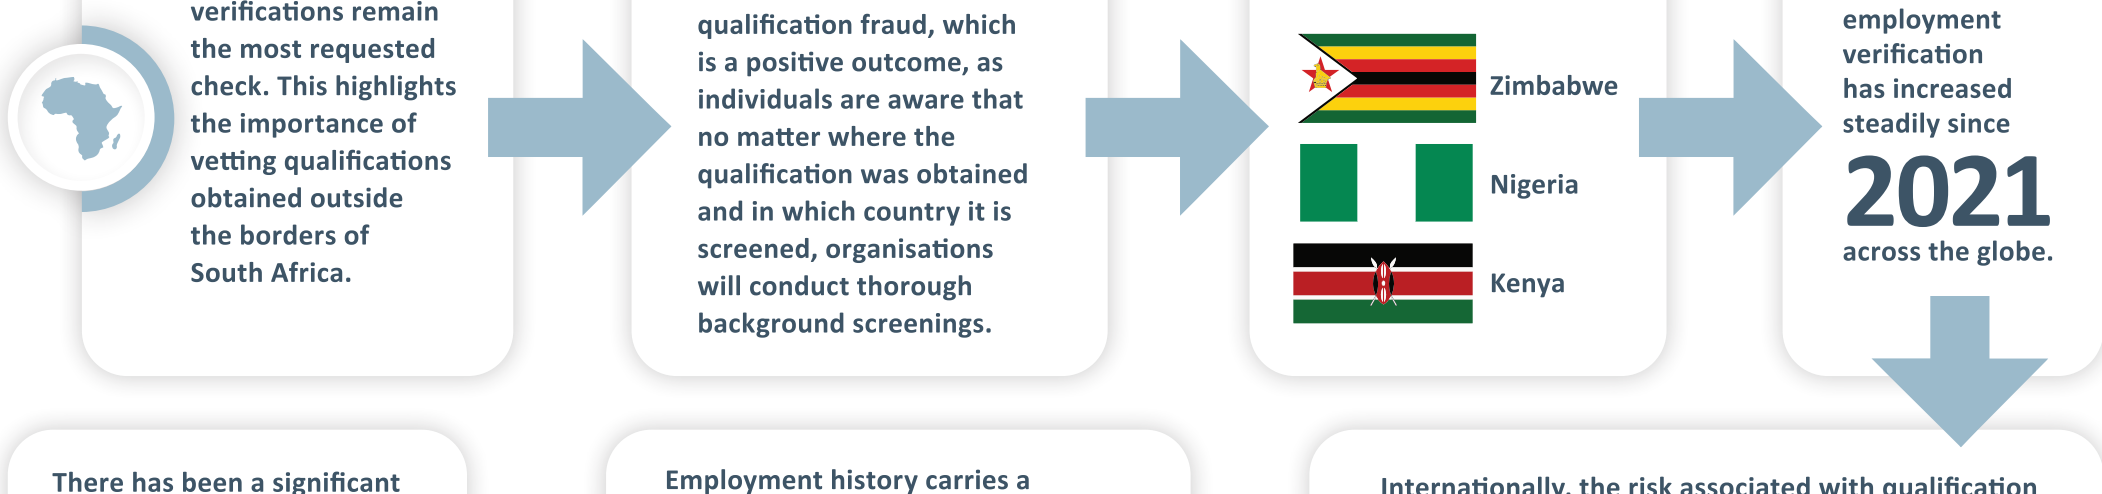 verifications remain
the most requested
check. This highlights
the importance of
vetting qualifications
obtained outside
the borders of
South Africa.
qualification fraud, which
is a positive outcome, as
individuals are aware that
no matter where the
qualification was obtained
and in which country it is
screened, organisations
will conduct thorough
background screenings.
Zimbabwe
Nigeria
Kenya
employment
verification
has increased
steadily since
2021
across the globe.
There has been a significant
Employment history carries a
Internationally, the risk associated with qualification